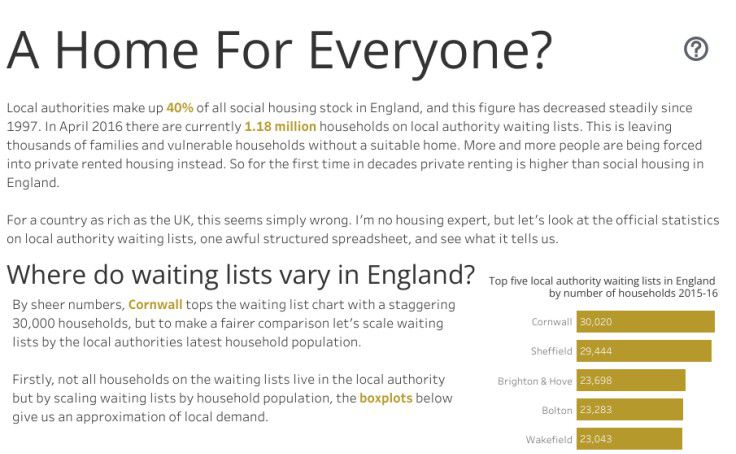 A Home For Everyone?
?
Local authorities make up 40% of all social housing stock in England, and this figure has decreased steadily since
1997. In April 2016 there are currently 1.18 million households on local authority waiting lists. This is leaving
thousands of families and vulnerable households without a suitable home. More and more people are being forced
into private rented housing instead. So for the first time in decades private renting is higher than social housing in
England.
For a country as rich as the UK, this seems simply wrong. I'm no housing expert, but let's look at the official statistics
on local authority waiting lists, one awful structured spreadsheet, and see what it tells us.
Where do waiting lists vary in England?
By sheer numbers, Cornwall tops the waiting list chart with a staggering
30,000 households, but to make a fairer comparison let's scale waiting
lists by the local authorities latest household population.
Firstly, not all households on the waiting lists live in the local authority
but by scaling waiting lists by household population, the boxplots below
give us an approximation of local demand.
Top five local authority waiting lists in England
by number of households 2015-16
Cornwall 30,020
Sheffield 29,444
Brighton & Hove 23,698
Bolton 23,283
Wakefield 23,043